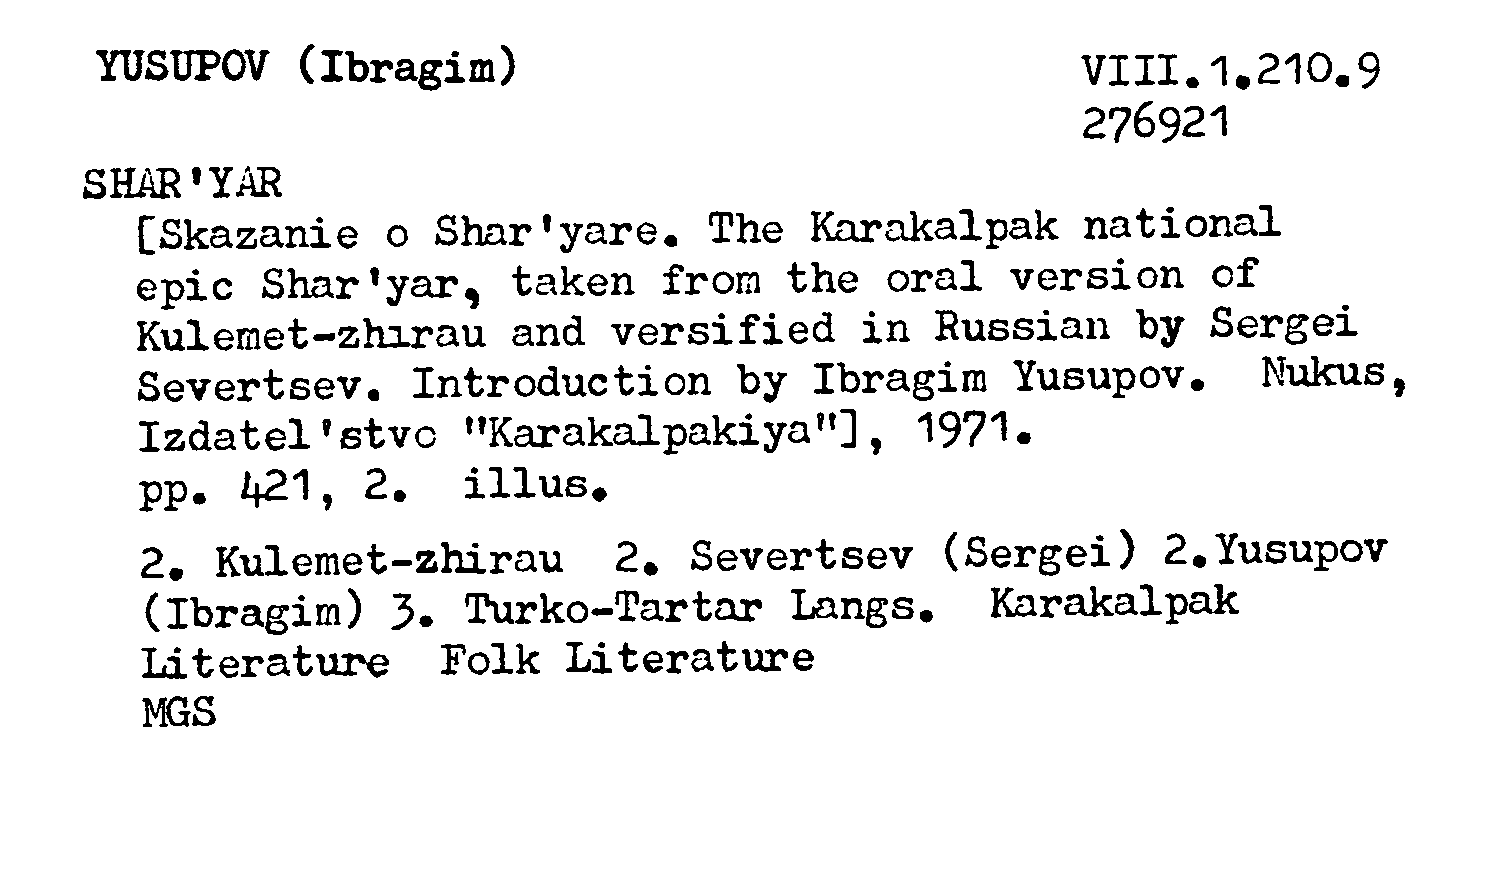 YUSUPOV (Ibragim)
VIII.1.210.9
276921
SHAR'YAR
[Skazanie o Shar'yare. The Karakalpak national
epic Shar'yar, taken from the oral version of
Kulemet-zhirau and versified in Russian by Sergei
Severtsev. Introduction by Ibragim Yusupov. Nukus,
Izdatel'stvo "Karakalpakiya"], 1971.
pp. 421, 2. illus.
2. Kulemet-zhirau 2. Severtsev (Sergei) 2.Yusupov
(Ibragim) 3. Turko-Tartar Langs. Karakalpak
Literature Folk Literature
MGS